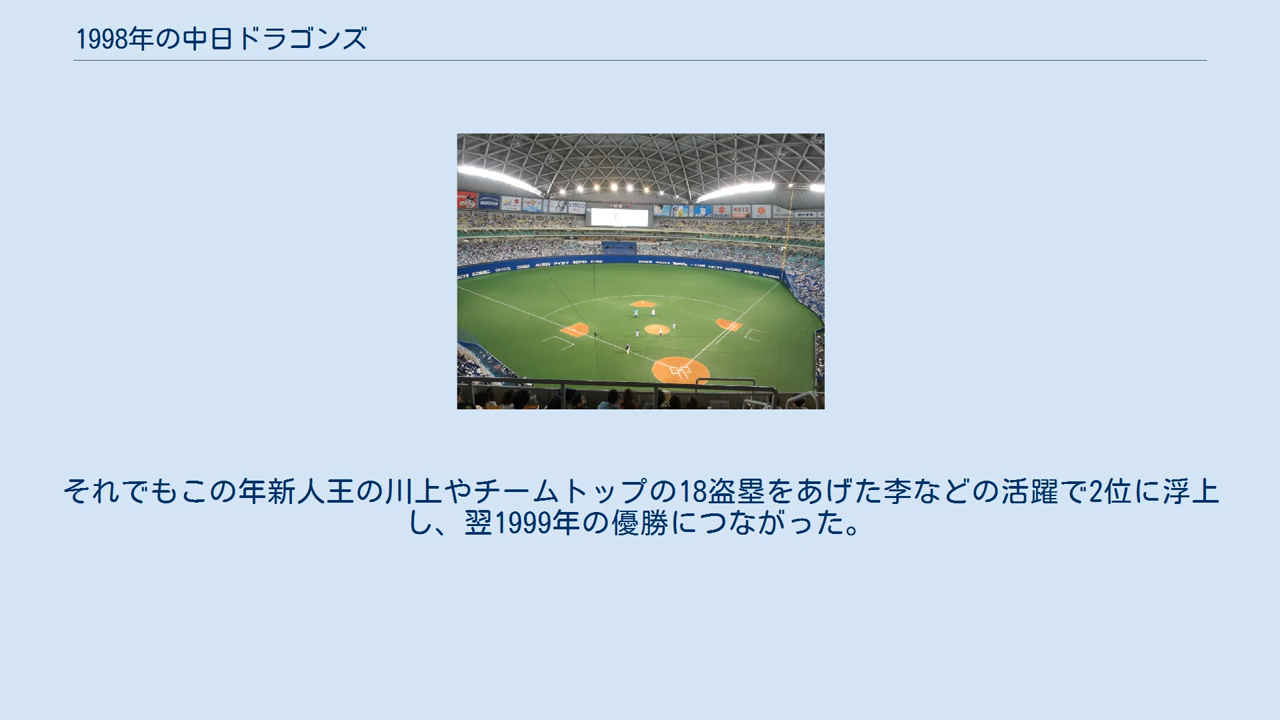 1998年の中日ドラゴンズ
それでもこの年新人王の川上やチームトップの18盗塁をあげた李などの活躍で2位に浮上
し、翌1999年の優勝につながった。